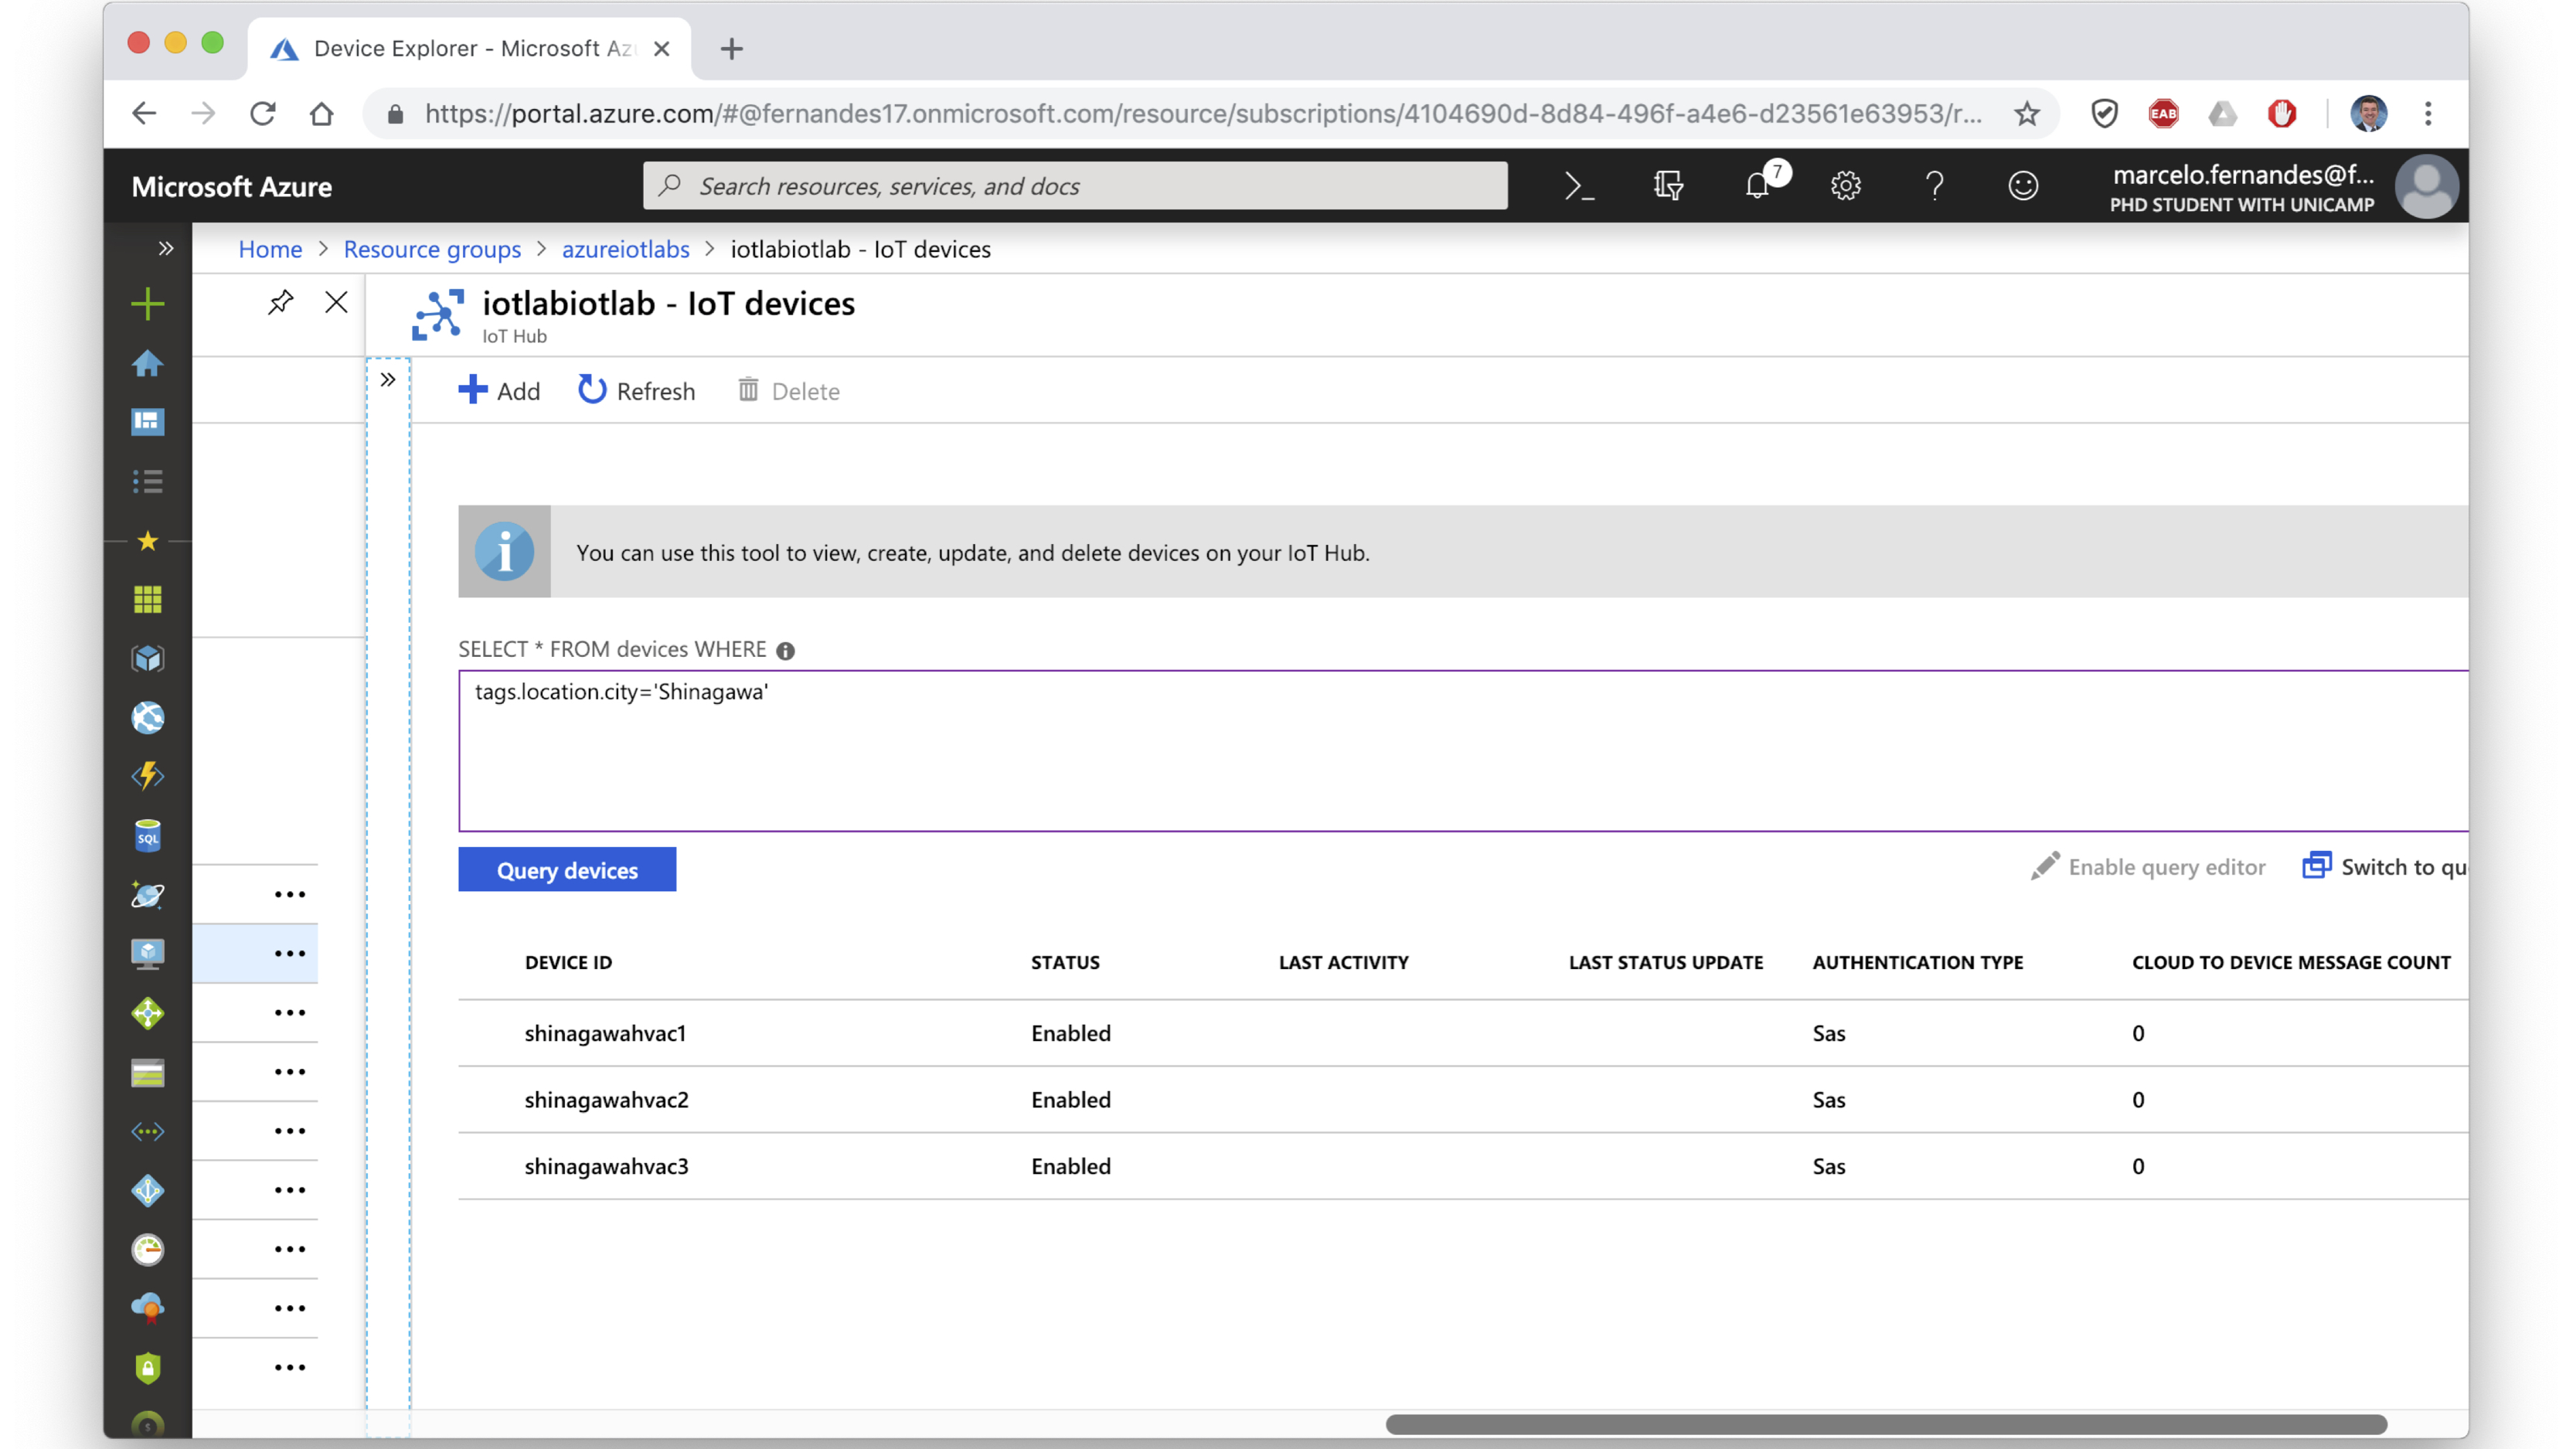 Device Explorer - Microsoft Az
https://portal.azure.com/#@fernandes17.onmicrosoft.com/resource/subscriptions/4104690d-8d84-496f-a4e6-d23561e63953/r...
EAB
Microsoft Azure
Search resources, services, and docs
7
marcelo.fernandes@f...
PHD STUDENT WITH UNICAMP
Home > Resource groups > azureiotlabs > iotlabiotlab - IoT devices
iotlabiotlab - IoT devices
IoT Hub
Add Refresh Delete
You can use this tool to view, create, update, and delete devices on your IoT Hub.
SELECT * FROM devices WHERE
tags.location.city='Shinagawa'
SQL
Query devices
Enable query editor Switch to qu
DEVICE ID STATUS LAST ACTIVITY LAST STATUS UPDATE AUTHENTICATION TYPE CLOUD TO DEVICE MESSAGE COUNT
shinagawahvac1 Enabled Sas 0
shinagawahvac2 Enabled Sas 0
shinagawahvac3 Enabled Sas 0